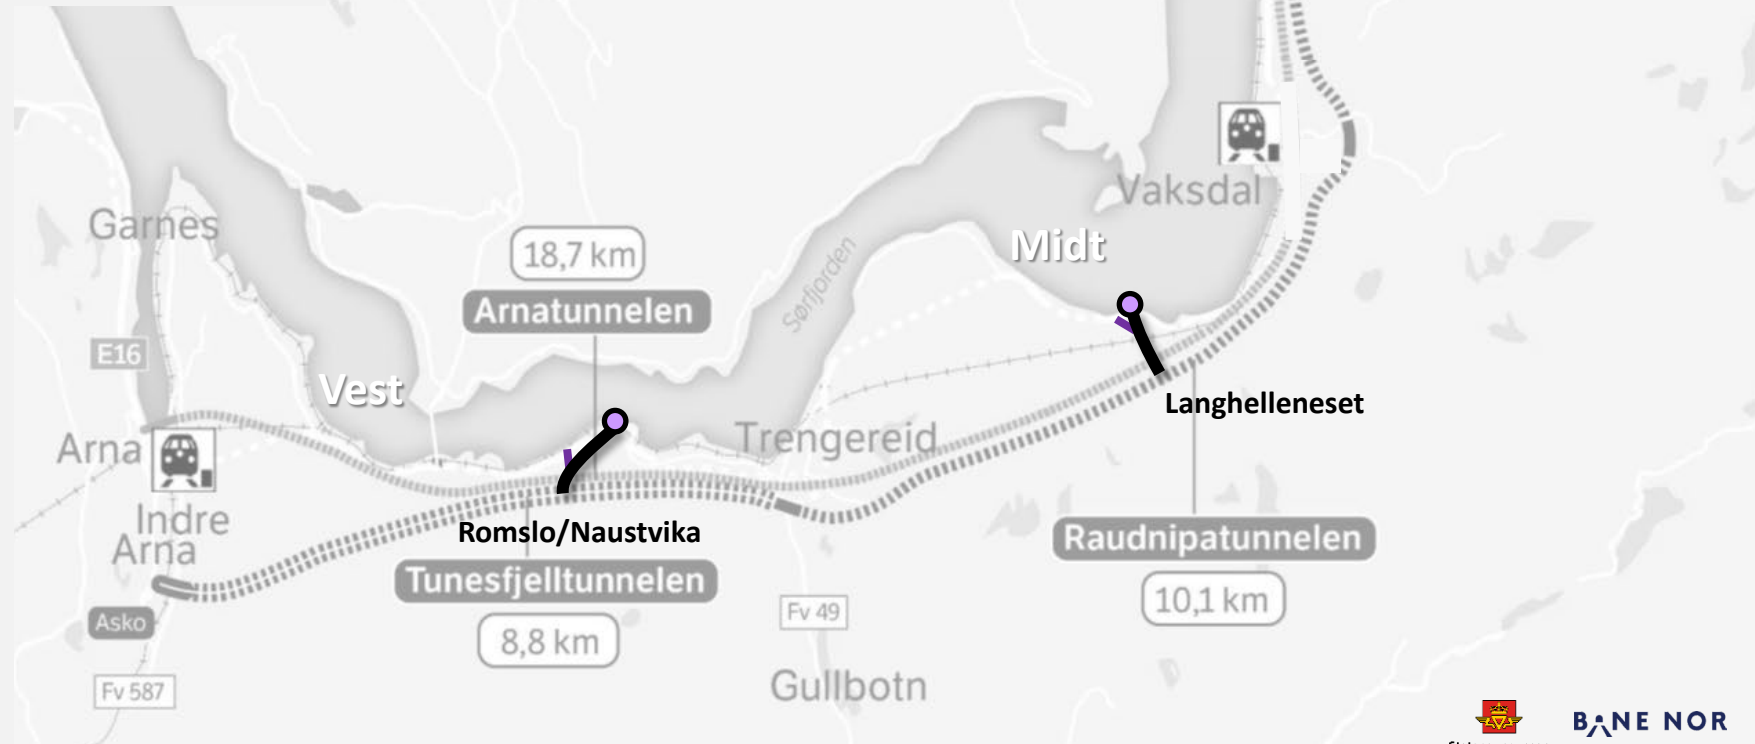 Garnes
Vaksdal
Midt
18,7 km
Arnatunnelen
Sørfjorden
E16
Vest
Langhelleneset
Arna
Trengereid
Indre
Arna
Romslo/Naustvika
Raudnipatunnelen
Tunesfjelltunnelen
10,1 km
Asko
Fv 49
8,8 km
Fv 587
Gullbotn
BANE NOR